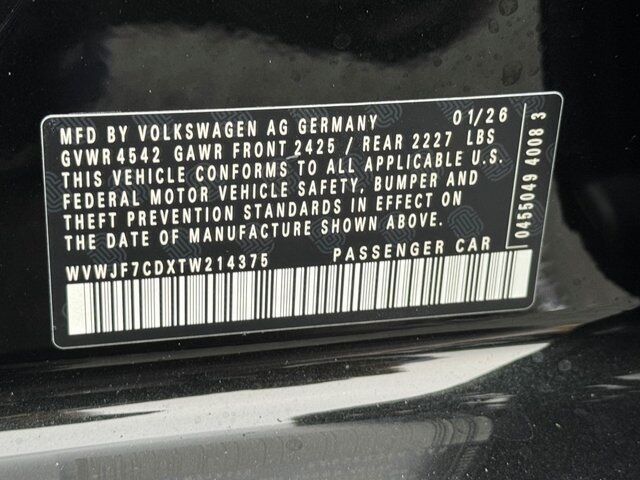 MFD BY VOLKSWAGEN AG GERMANY 01/26
GVWR 4542 GAWR FRONT 2425 / REAR 2227 LBS
THIS VEHICLE CONFORMS TO ALL APPLICABLE U.S.
FEDERAL MOTOR VEHICLE SAFETY, BUMPER AND
THEFT PREVENTION STANDARDS IN EFFECT ON
THE DATE OF MANUFACTURE SHOWN ABOVE.
WVWJF7CDXTW214375 PASSENGER CAR
0455049 4008 3